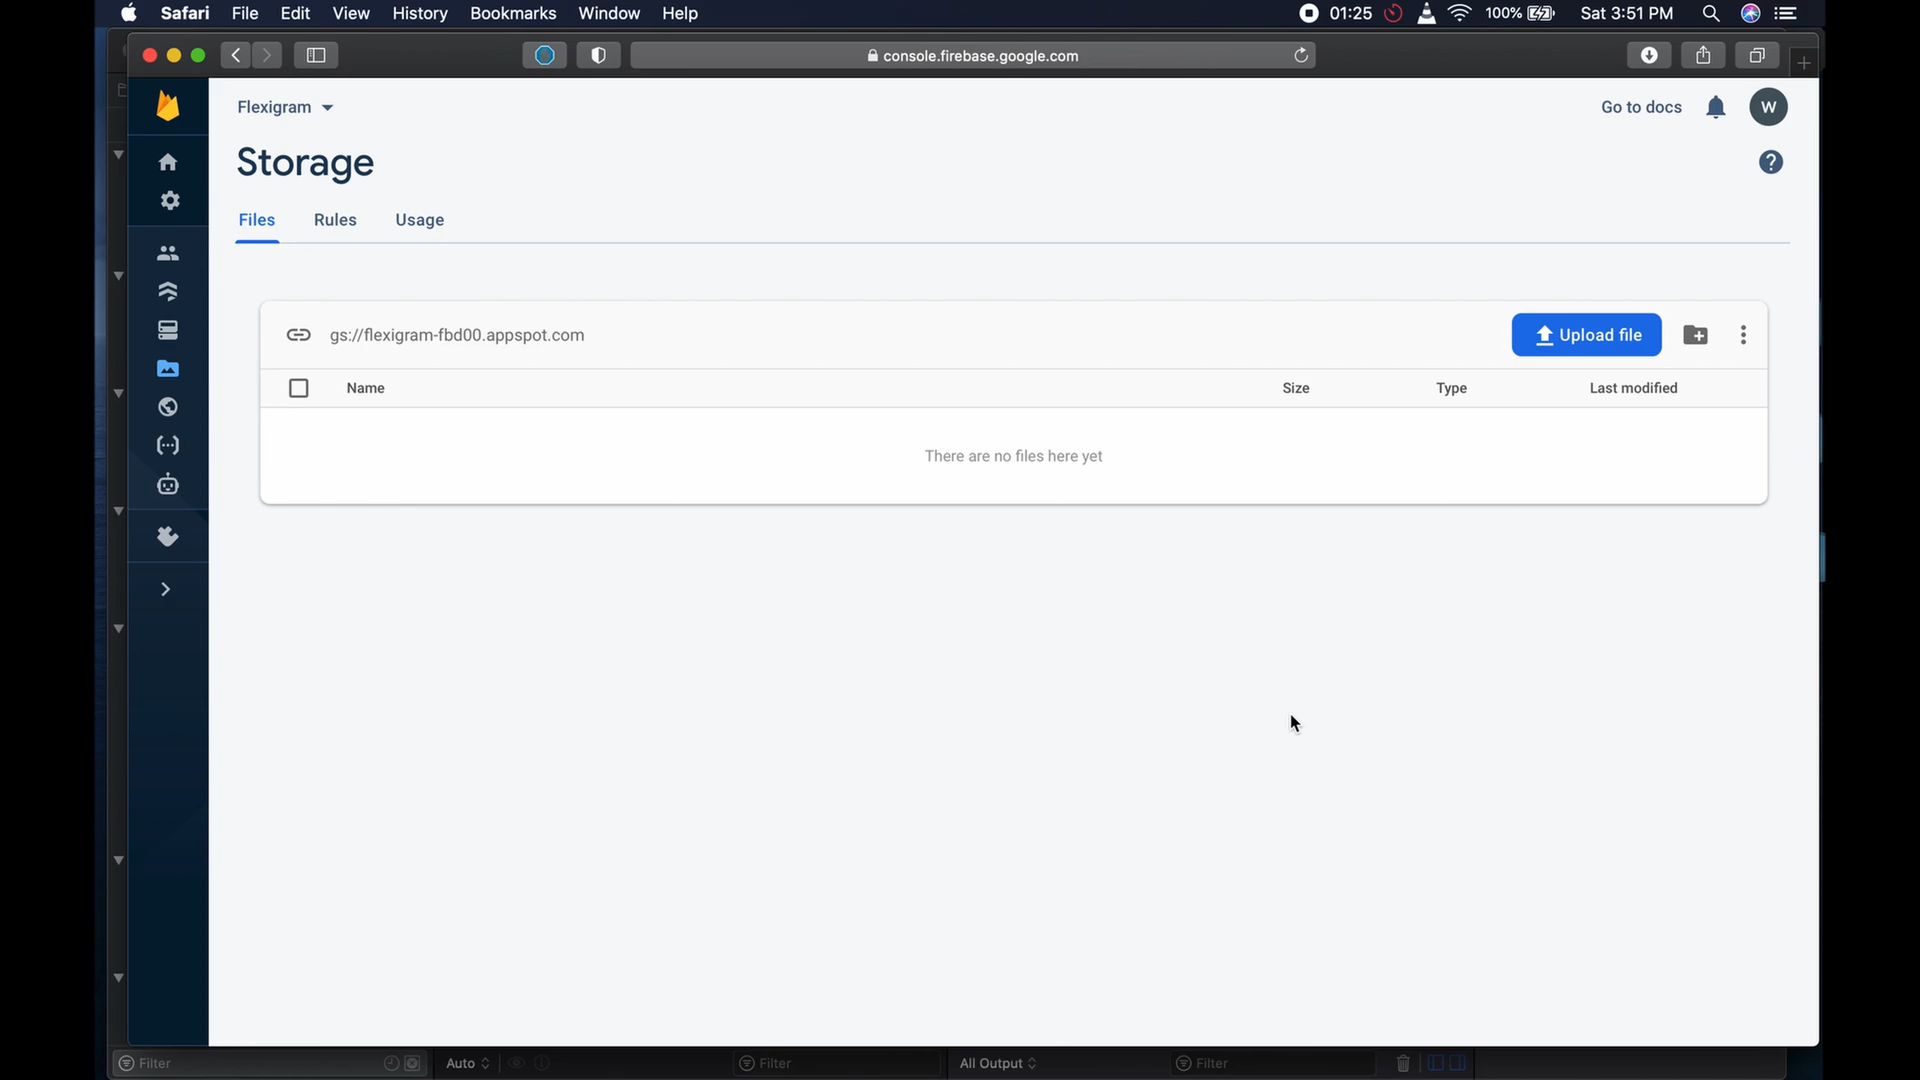 Safari File Edit View History Bookmarks Window Help 01:25 100% Sat 3:51 PM
console.firebase.google.com
Flexigram Go to docs W
Storage ?
Files Rules Usage
gs://flexigram-fbd00.appspot.com Upload file
Name Size Type Last modified
There are no files here yet
Filter Auto Filter All Output Filter